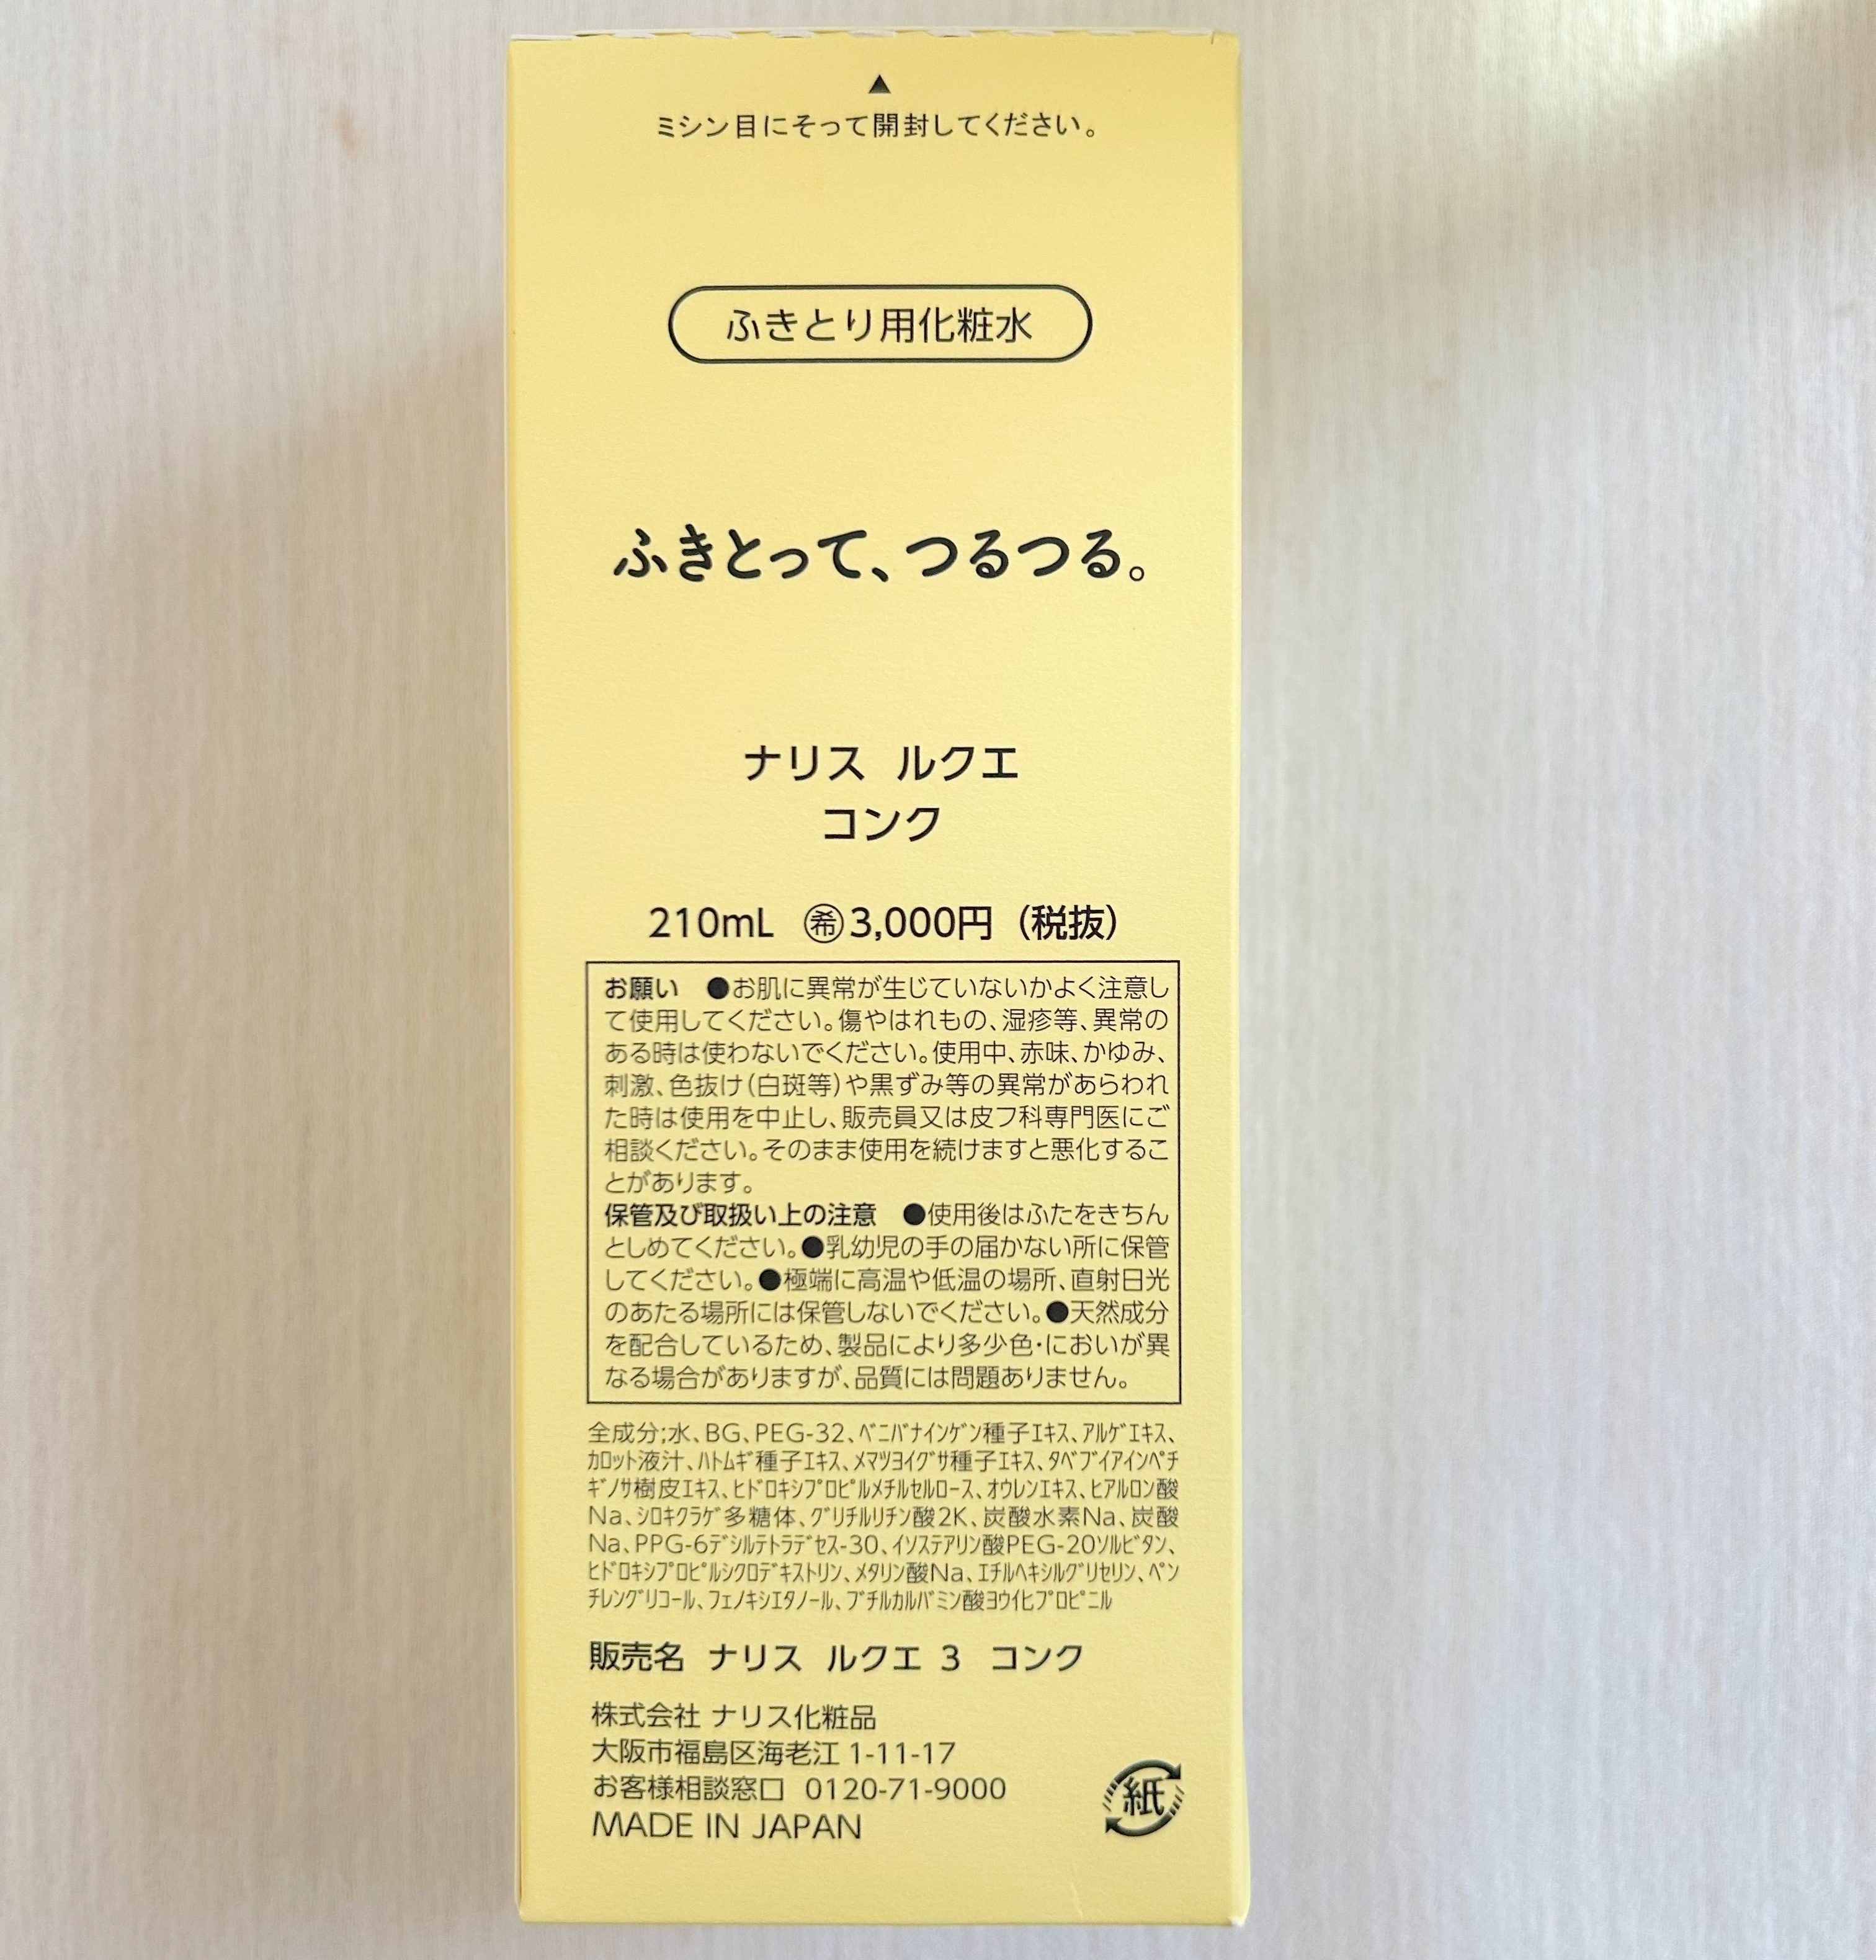 ▲
ミシン目にそって開封してください。
ふきとり用化粧水
ふきとって、つるつる。
ナリス ルクエ
コンク
210mL ㊒3,000円（税抜）
お願い ●お肌に異常が生じていないかよく注意し
て使用してください。傷やはれもの、湿疹等、異常の
ある時は使わないでください。使用中、赤味、かゆみ、
刺激、色抜け（白斑等）や黒ずみ等の異常があらわれ
た時は使用を中止し、販売員又は皮フ科専門医にご
相談ください。そのまま使用を続けますと悪化するこ
とがあります。
保管及び取扱い上の注意 ●使用後はふたをきちん
としめてください。●乳幼児の手の届かない所に保管
してください。●極端に高温や低温の場所、直射日光
のあたる場所には保管しないでください。●天然成分
を配合しているため、製品により多少色・においが異
なる場合がありますが、品質には問題ありません。
全成分;水、BG、PEG-32、ﾍﾞﾆﾊﾞﾅｲﾝｹﾞﾝ種子ｴｷｽ、ｱﾙｹﾞｴｷｽ、
ｶﾛｯﾄ液汁、ﾊﾄﾑｷﾞ種子ｴｷｽ、ﾒﾏﾂﾖｲｸﾞｻ種子ｴｷｽ、ﾀﾍﾞﾌﾞｲｱｲﾝﾍﾟﾁ
ｷﾞﾉｻ樹皮ｴｷｽ、ﾋﾄﾞﾛｷｼﾌﾟﾛﾋﾟﾙﾒﾁﾙｾﾙﾛｰｽ、ｵｳﾚﾝｴｷｽ、ﾋｱﾙﾛﾝ酸
Na、ｼﾛｷｸﾗｹﾞ多糖体、ｸﾞﾘﾁﾙﾘﾁﾝ酸2K、炭酸水素Na、炭酸
Na、PPG-6ﾃﾞｼﾙﾃﾄﾗﾃﾞｾｽ-30、ｲｿｽﾃｱﾘﾝ酸PEG-20ｿﾙﾋﾞﾀﾝ、
ﾋﾄﾞﾛｷｼﾌﾟﾛﾋﾟﾙｼｸﾛﾃﾞｷｽﾄﾘﾝ、ﾒﾀﾘﾝ酸Na、ｴﾁﾙﾍｷｼﾙｸﾞﾘｾﾘﾝ、ﾍﾟﾝ
ﾁﾚﾝｸﾞﾘｺｰﾙ、ﾌｪﾉｷｼｴﾀﾉｰﾙ、ﾌﾞﾁﾙｶﾙﾊﾞﾐﾝ酸ﾖｳ化ﾌﾟﾛﾋﾟﾆﾙ
販売名 ナリス ルクエ 3 コンク
株式会社 ナリス化粧品
大阪市福島区海老江 1-11-17
お客様相談窓口 0120-71-9000
MADE IN JAPAN
紙